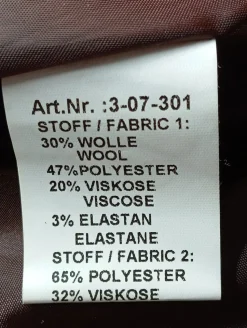 Art.Nr. :3-07-301
STOFF / FABRIC 1:
30% WOLLE
WOOL
47%POLYESTER
20% VISKOSE
VISCOSE
3% ELASTAN
ELASTANE
STOFF / FABRIC 2:
65% POLYESTER
32% VISKOSE